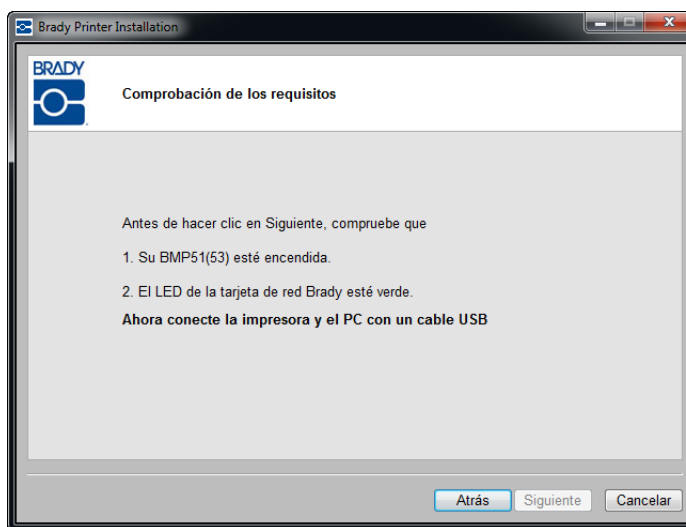 Brady Printer Installation
BRADY
Comprobación de los requisitos
Antes de hacer clic en Siguiente, compruebe que
1. Su BMP51(53) esté encendida.
2. El LED de la tarjeta de red Brady esté verde.
Ahora conecte la impresora y el PC con un cable USB
Atrás Siguiente Cancelar